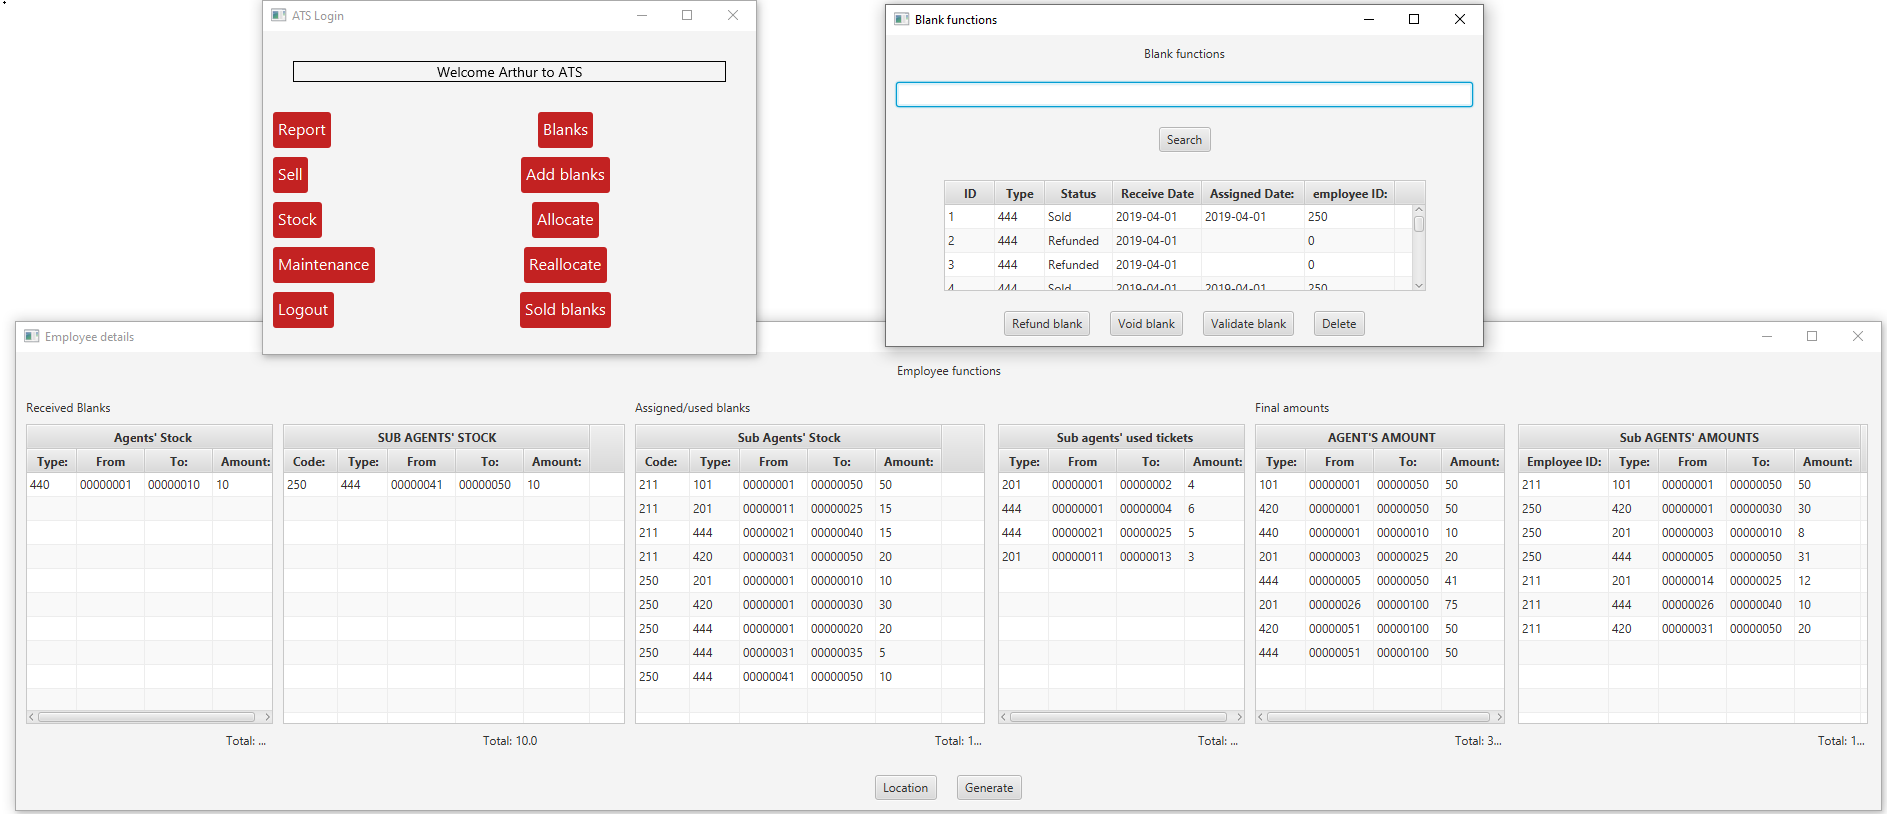 ATS Login
Welcome Arthur to ATS
Report
Blanks
Sell
Add blanks
Stock
Allocate
Maintenance
Reallocate
Logout
Sold blanks
Blank functions
Blank functions
Search
ID Type Status Receive Date Assigned Date: employee ID:
1 444 Sold 2019-04-01 2019-04-01 250
2 444 Refunded 2019-04-01 0
3 444 Refunded 2019-04-01 0
4 444 Sold 2019-04-01 2019-04-01 250
Refund blank Void blank Validate blank Delete
Employee details
Employee functions
Received Blanks
Agents' Stock
Type: From To: Amount:
440 00000001 00000010 10
Total: ...
SUB AGENTS' STOCK
Code: Type: From To: Amount:
250 444 00000041 00000050 10
Total: 10.0
Assigned/used blanks
Sub Agents' Stock
Code: Type: From To: Amount:
211 101 00000001 00000050 50
211 201 00000011 00000025 15
211 444 00000021 00000040 15
211 420 00000031 00000050 20
250 201 00000001 00000010 10
250 420 00000001 00000030 30
250 444 00000001 00000020 20
250 444 00000031 00000035 5
250 444 00000041 00000050 10
Total: 1...
Sub agents' used tickets
Type: From To: Amount:
201 00000001 00000002 4
444 00000001 00000004 6
444 00000021 00000025 5
201 00000011 00000013 3
Total: ...
Final amounts
AGENT'S AMOUNT
Type: From To: Amount:
101 00000001 00000050 50
420 00000001 00000050 50
440 00000001 00000010 10
201 00000003 00000025 20
444 00000005 00000050 41
201 00000026 00000100 75
420 00000051 00000100 50
444 00000051 00000100 50
Total: 3...
Sub AGENTS' AMOUNTS
Employee ID: Type: From To: Amount:
211 101 00000001 00000050 50
250 420 00000001 00000030 30
250 201 00000003 00000010 8
250 444 00000005 00000050 31
211 201 00000014 00000025 12
211 444 00000026 00000040 10
211 420 00000031 00000050 20
Total: 1...
Location Generate